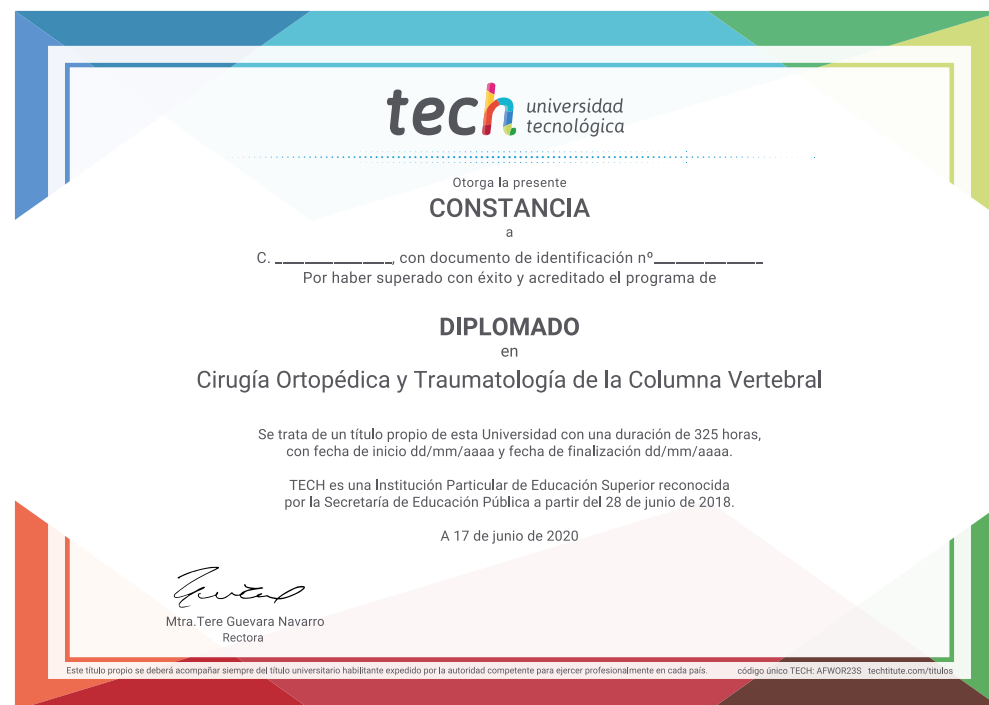 tech universidad
tecnológica
Otorga la presente
CONSTANCIA
a
C. ______________, con documento de identificación nº_____________
Por haber superado con éxito y acreditado el programa de
DIPLOMADO
en
Cirugía Ortopédica y Traumatología de la Columna Vertebral
Se trata de un título propio de esta Universidad con una duración de 325 horas,
con fecha de inicio dd/mm/aaaa y fecha de finalización dd/mm/aaaa.
TECH es una Institución Particular de Educación Superior reconocida
por la Secretaría de Educación Pública a partir del 28 de junio de 2018.
A 17 de junio de 2020
Mtra.Tere Guevara Navarro
Rectora
Este título propio se deberá acompañar siempre del título universitario habilitante expedido por la autoridad competente para ejercer profesionalmente en cada país. código único TECH: AFWOR23S techtitute.com/titulos